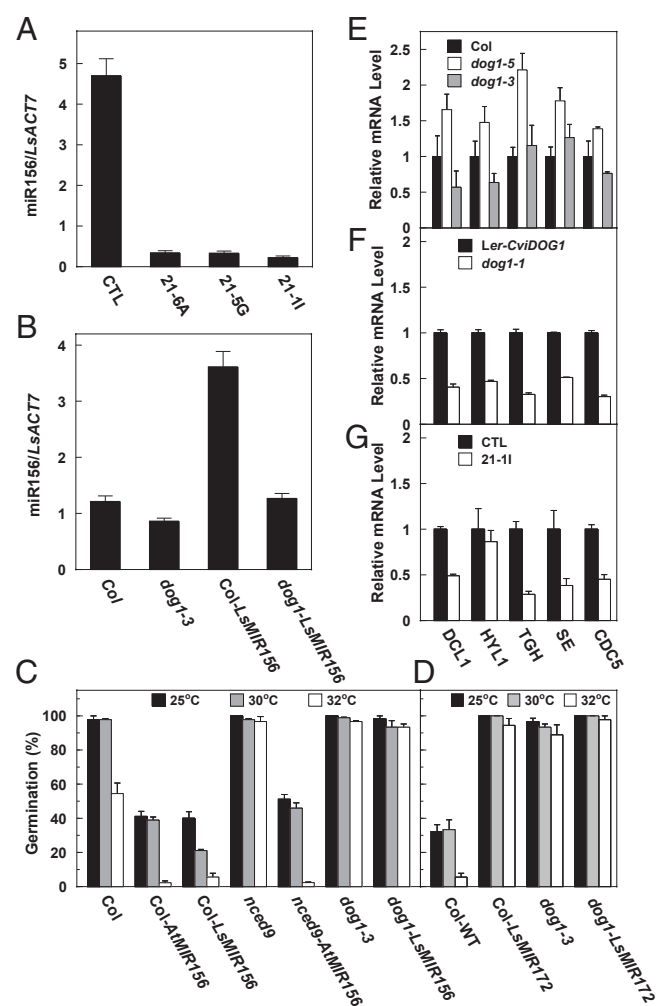 A
miR156/LsACT7
5
4
3
2
1
0
CTL
21-6A
21-5G
21-1I
B
miR156/LsACT7
4
3
2
1
0
Col
dog1-3
Col-LsMIR156
dog1-LsMIR156
E
Relative mRNA Level
2.5
2
1.5
1
0.5
0
Col
dog1-5
dog1-3
F
Relative mRNA Level
2
1.5
1
0.5
0
Ler-CviDOG1
dog1-1
G
Relative mRNA Level
2
1.5
1
0.5
0
CTL
21-1I
DCL1
HYL1
TGH
SE
CDC5
C
Germination (%)
100
80
60
40
20
0
25°C
30°C
32°C
Col
Col-AtMIR156
Col-LsMIR156
nced9
nced9-AtMIR156
dog1-3
dog1-LsMIR156
D
25°C
30°C
32°C
Col-WT
Col-LsMIR172
dog1-3
dog1-LsMIR172